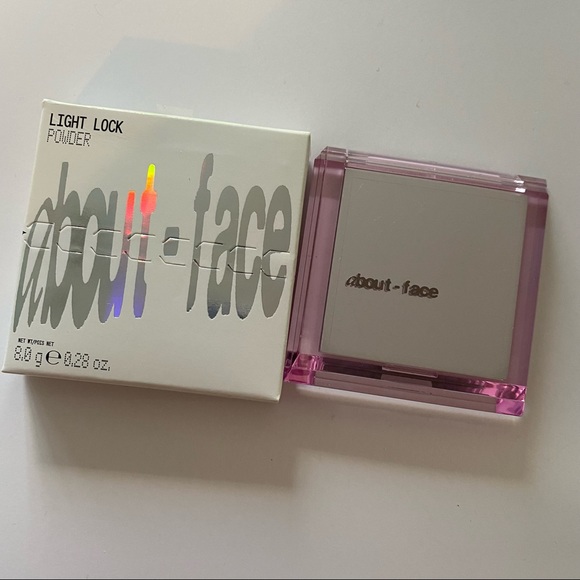 LIGHT LOCK
POWDER
about-face
NET WT/POIDS NET
8.0 g e 0.28 oz.
about-face